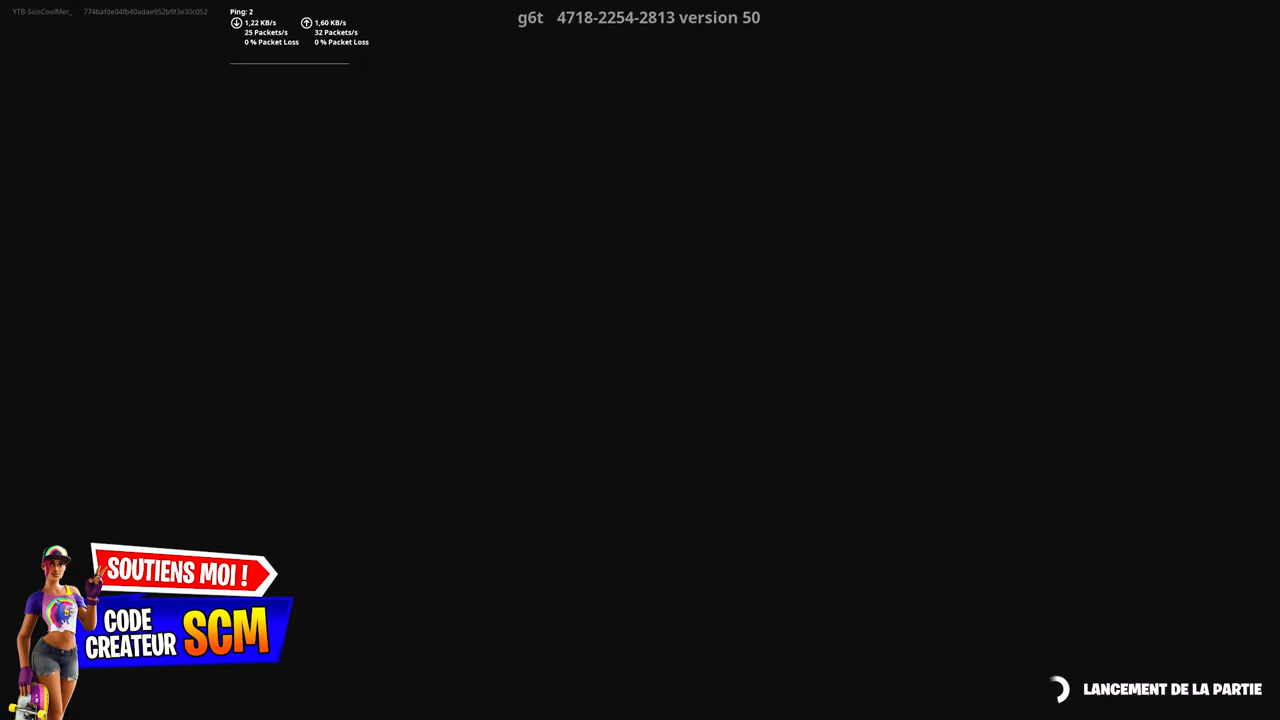 YTB-SoisCoolMec_ 774bafde04fb40adae952b9f3e30c052
Ping: 2
1,22 KB/s 1,60 KB/s
25 Packets/s 32 Packets/s
0 % Packet Loss 0 % Packet Loss
g6t 4718-2254-2813 version 50
SOUTIENS MOI !
CODE
CREATEUR SCM
LANCEMENT DE LA PARTIE